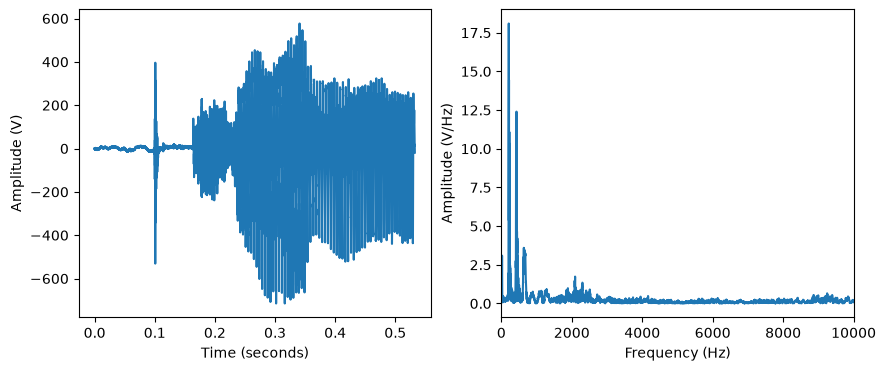 600
400
200
0
−200
−400
−600
0.0 0.1 0.2 0.3 0.4 0.5
Time (seconds)
Amplitude (V)
17.5
15.0
12.5
10.0
7.5
5.0
2.5
0.0
0 2000 4000 6000 8000 10000
Frequency (Hz)
Amplitude (V/Hz)